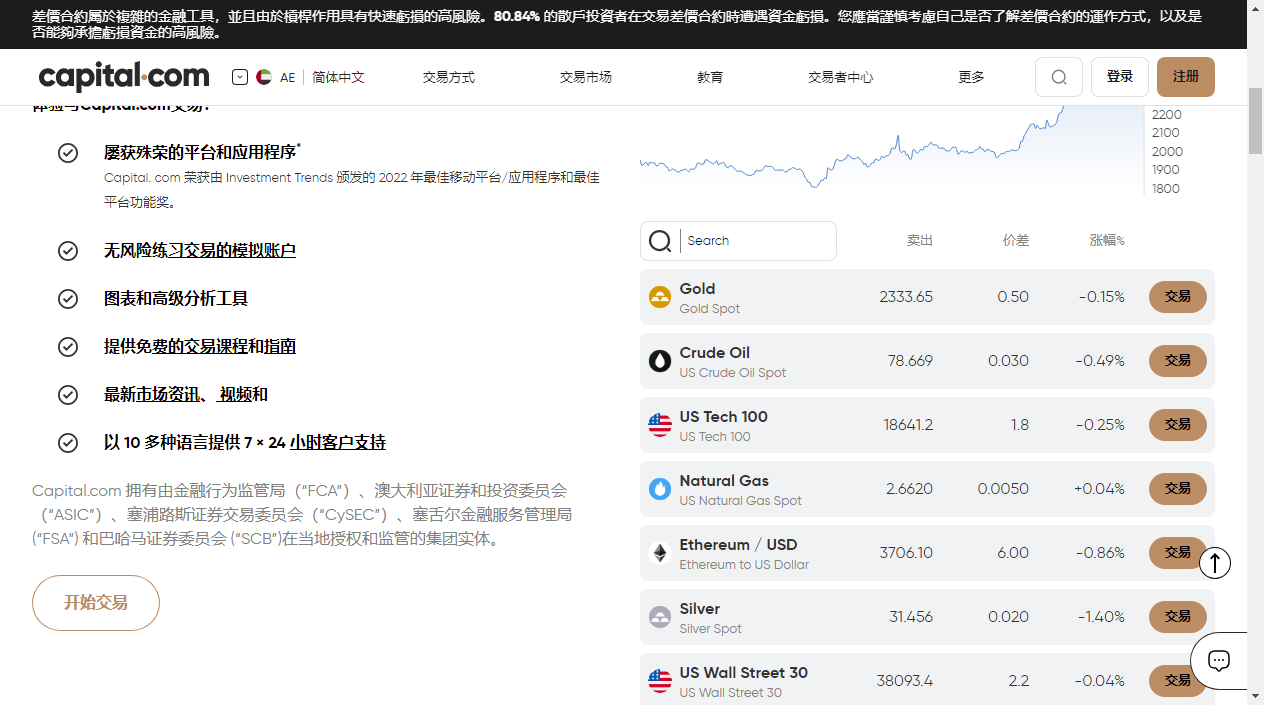 差價合約屬於複雜的金融工具，並且由於槓桿作用具有快速虧損的高風險。80.84% 的散戶投資者在交易差價合約時遭遇資金虧損。您應當謹慎考慮自己是否了解差價合約的運作方式，以及是
否能夠承擔虧損資金的高風險。
capital.com AE 简体中文 交易方式 交易市场 教育 交易者中心 更多 登录 注册
体验与Capital.com交易：
屡获殊荣的平台和应用程序*
Capital. com 荣获由 Investment Trends 颁发的 2022 年最佳移动平台/应用程序和最佳
平台功能奖。
无风险练习交易的模拟账户
图表和高级分析工具
提供免费的交易课程和指南
最新市场资讯、 视频和
以 10 多种语言提供 7 × 24 小时客户支持
Capital.com 拥有由金融行为监管局（“FCA”）、澳大利亚证券和投资委员会
（“ASIC”）、塞浦路斯证券交易委员会（“CySEC”）、塞舌尔金融服务管理局
(“FSA”) 和巴哈马证券委员会 (“SCB”)在当地授权和监管的集团实体。
开始交易
2200
2100
2000
1900
1800
Search 卖出 价差 涨幅%
Gold 2333.65 0.50 -0.15% 交易
Gold Spot
Crude Oil 78.669 0.030 -0.49% 交易
US Crude Oil Spot
US Tech 100 18641.2 1.8 -0.25% 交易
US Tech 100
Natural Gas 2.6620 0.0050 +0.04% 交易
US Natural Gas Spot
Ethereum / USD 3706.10 6.00 -0.86% 交易
Ethereum to US Dollar
Silver 31.456 0.020 -1.40% 交易
Silver Spot
US Wall Street 30 38093.4 2.2 -0.04% 交易
US Wall Street 30